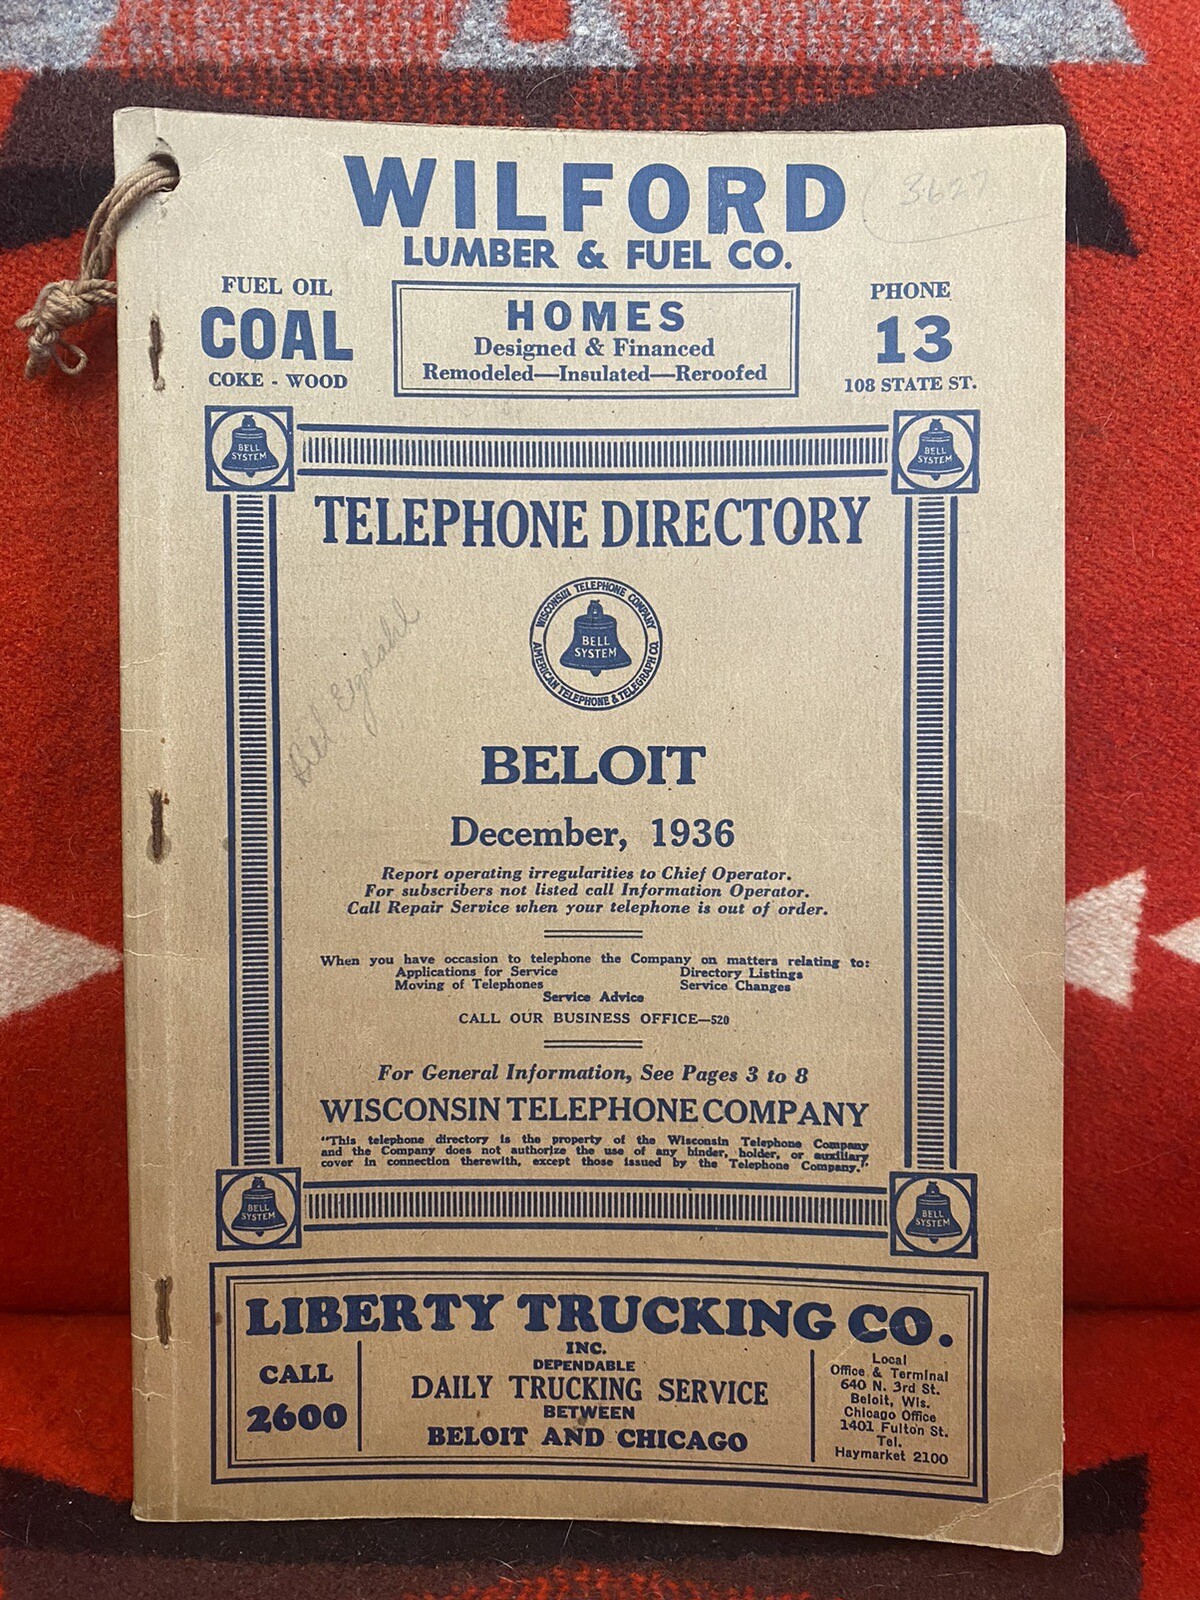 WILFORD
3627
LUMBER & FUEL CO.
FUEL OIL
COAL
COKE - WOOD
HOMES
Designed & Financed
Remodeled—Insulated—Reroofed
PHONE
13
108 STATE ST.
BELL
SYSTEM
BELL
SYSTEM
TELEPHONE DIRECTORY
WISCONSIN TELEPHONE COMPANY
BELL
SYSTEM
AMERICAN TELEPHONE & TELEGRAPH CO.
BELOIT
December, 1936
Report operating irregularities to Chief Operator.
For subscribers not listed call Information Operator.
Call Repair Service when your telephone is out of order.
When you have occasion to telephone the Company on matters relating to:
Applications for Service Directory Listings
Moving of Telephones Service Changes
Service Advice
CALL OUR BUSINESS OFFICE—520
For General Information, See Pages 3 to 8
WISCONSIN TELEPHONE COMPANY
"This telephone directory is the property of the Wisconsin Telephone Company
and the Company does not authorize the use of any binder, holder, or auxiliary
cover in connection therewith, except those issued by the Telephone Company."
BELL
SYSTEM
BELL
SYSTEM
LIBERTY TRUCKING CO.
INC.
CALL
2600
DEPENDABLE
DAILY TRUCKING SERVICE
BETWEEN
BELOIT AND CHICAGO
Local
Office & Terminal
640 N. 3rd St.
Beloit, Wis.
Chicago Office
1401 Fulton St.
Tel.
Haymarket 2100